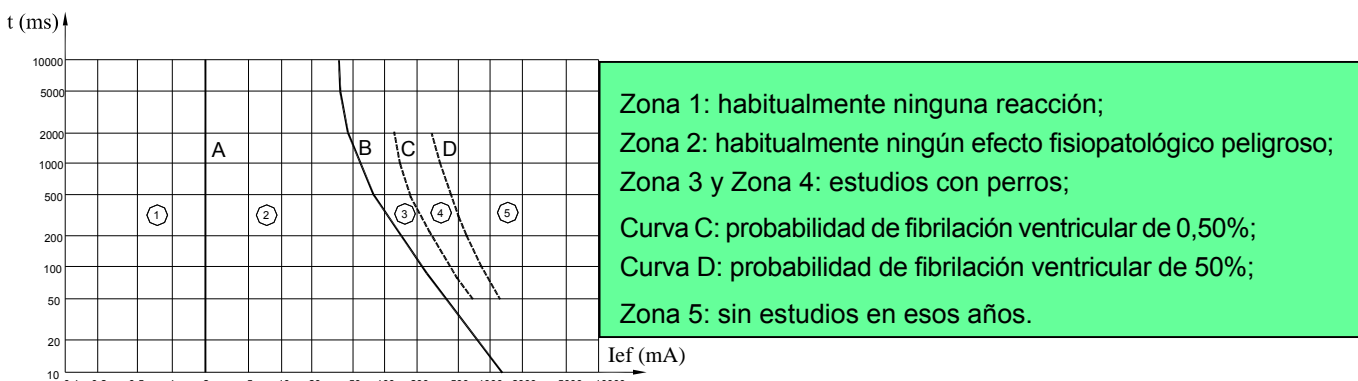 t (ms)
10000
5000
2000
1000
500
200
100
50
20
10
A
B
C
D
1
2
3
4
5
Ief (mA)
Zona 1: habitualmente ninguna reacción;
Zona 2: habitualmente ningún efecto fisiopatológico peligroso;
Zona 3 y Zona 4: estudios con perros;
Curva C: probabilidad de fibrilación ventricular de 0,50%;
Curva D: probabilidad de fibrilación ventricular de 50%;
Zona 5: sin estudios en esos años.